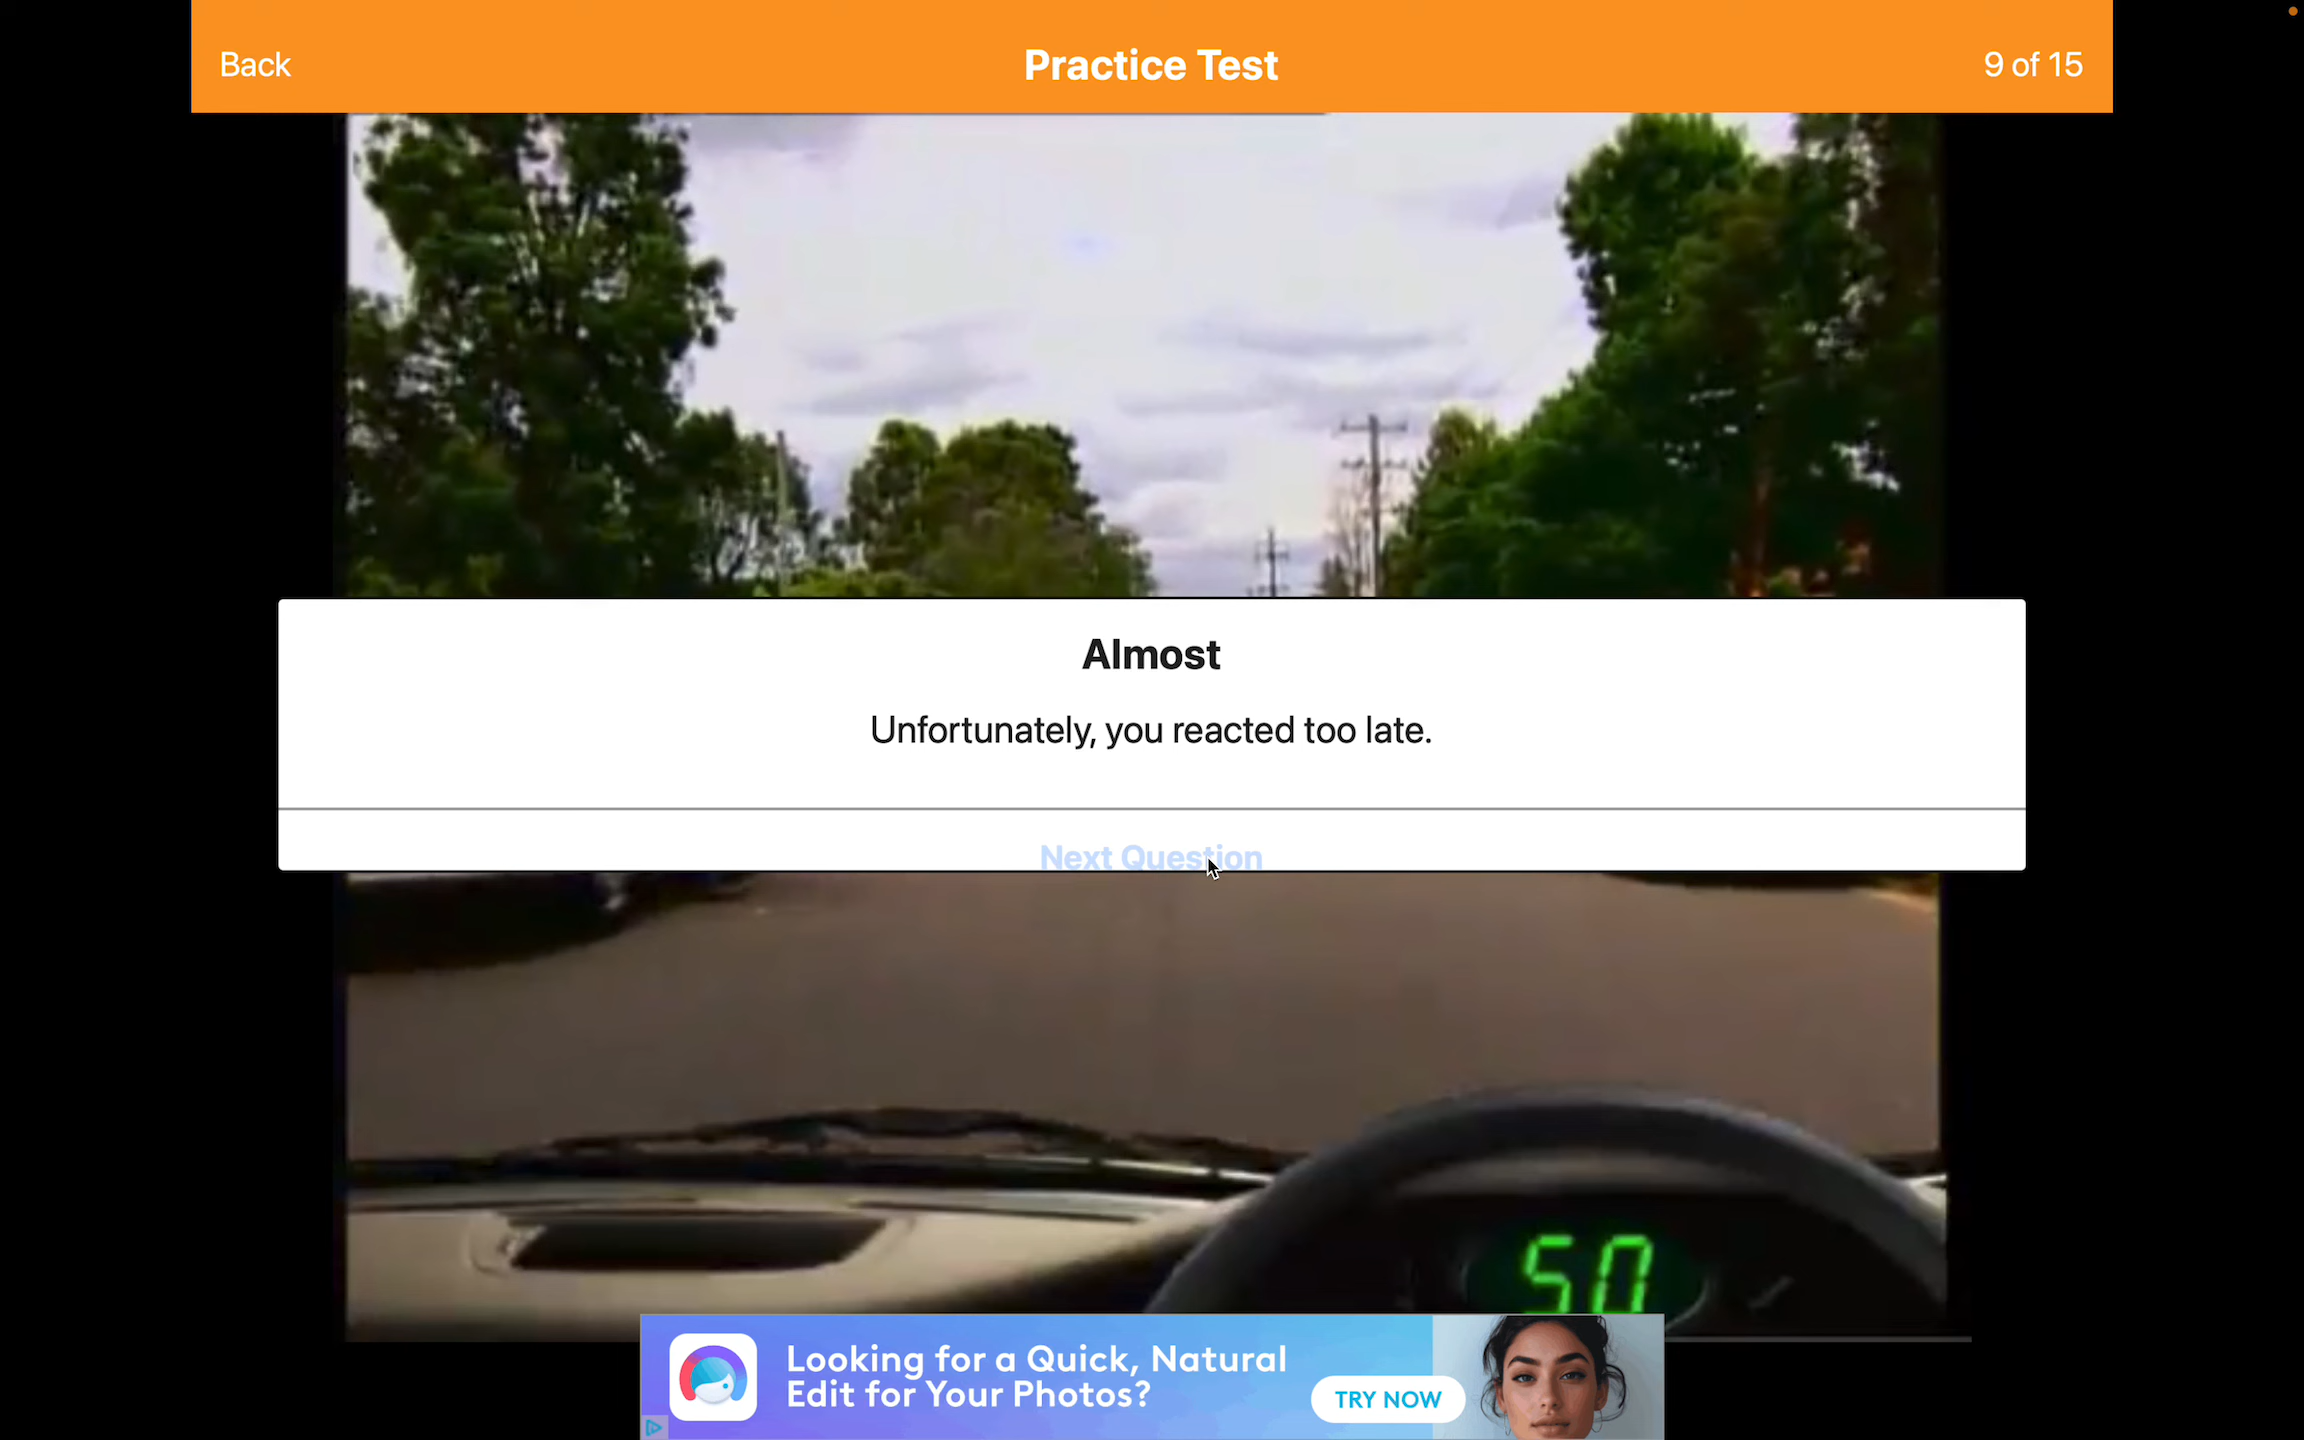 Back
Practice Test
9 of 15
Almost
Unfortunately, you reacted too late.
Next Question
50
Looking for a Quick, Natural
Edit for Your Photos?
TRY NOW